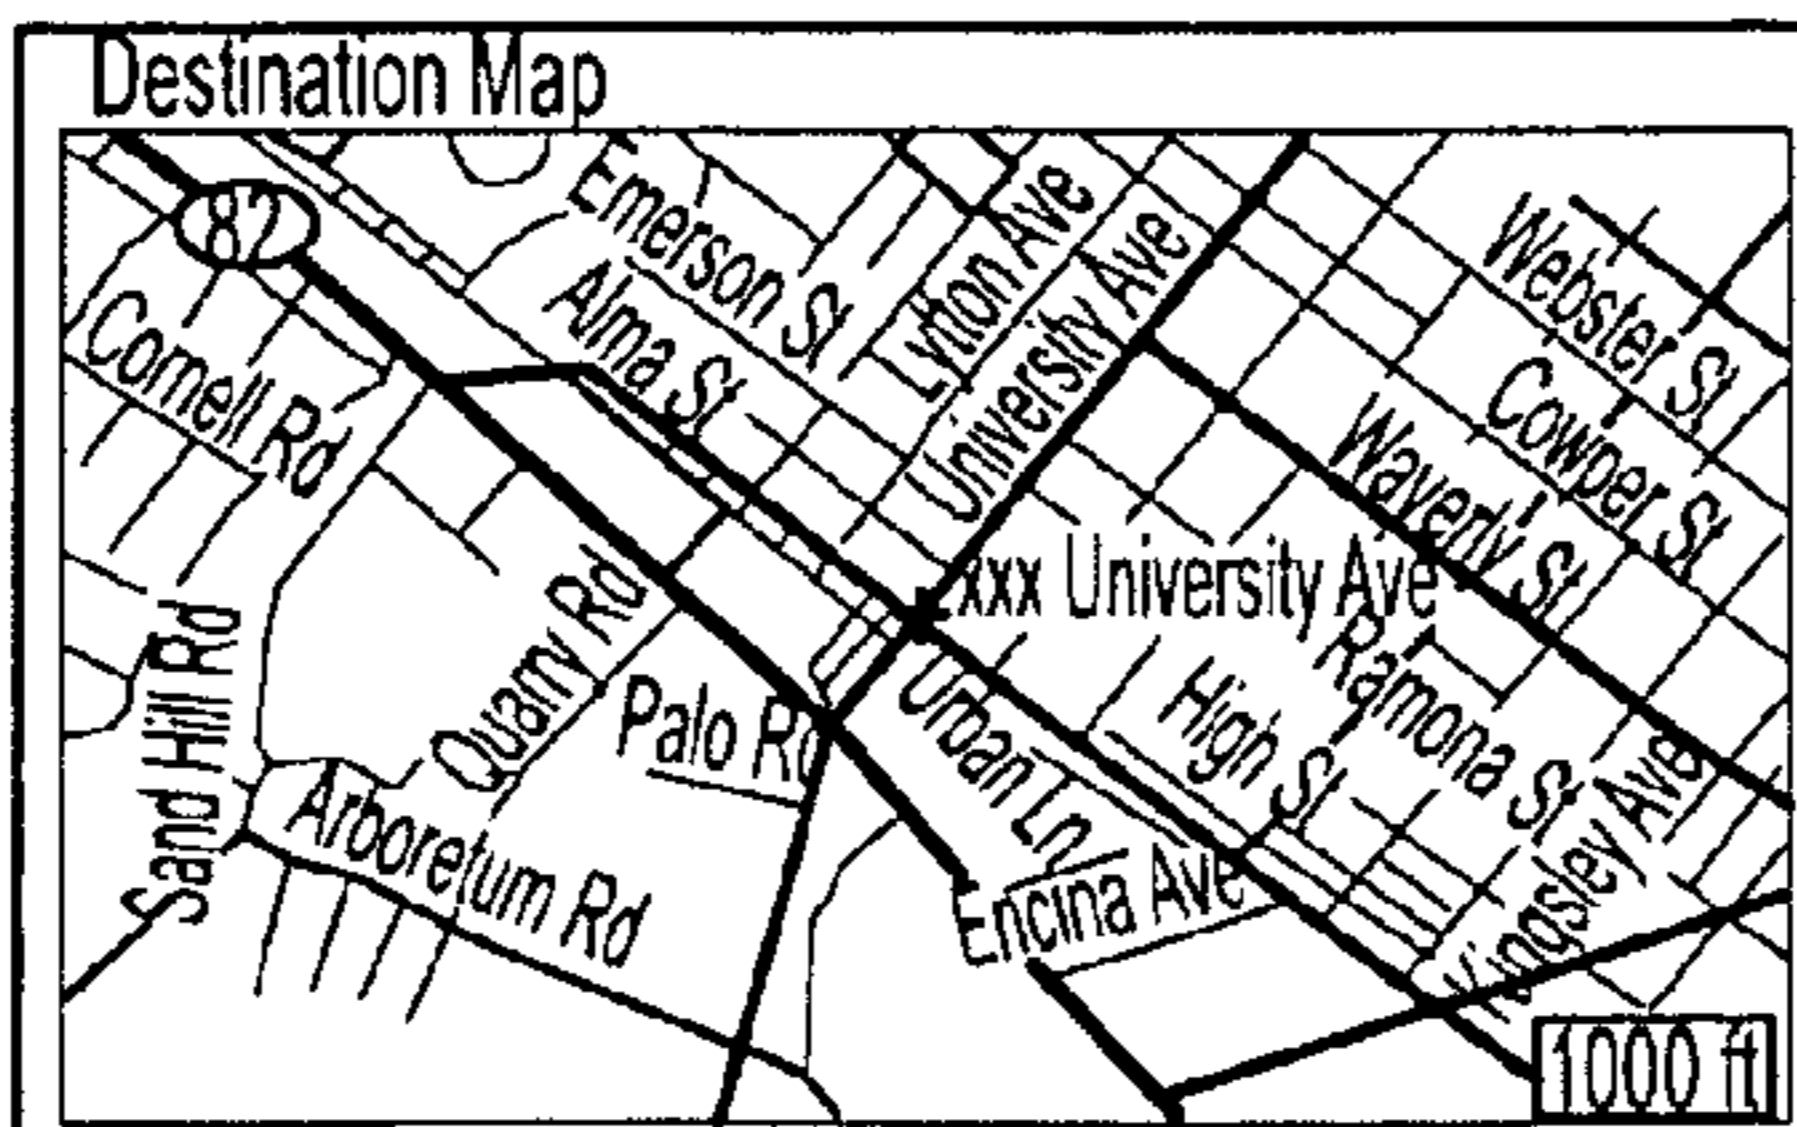 Destination Map
82
Emerson St
Lytton Ave
University Ave
Webster St
Alma St
Cornell Rd
Cowper St
Waverly St
xxx University Ave
Sand Hill Rd
Quarry Rd
Palo Rd
Urban Ln
High St
Ramona St
Arboretum Rd
Encina Ave
Kingsley Ave
1000 ft